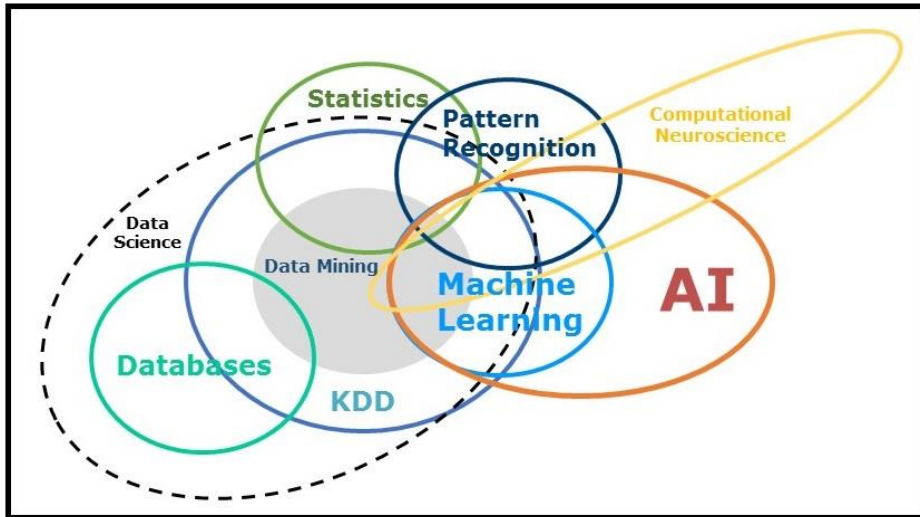 Statistics
Pattern
Recognition
Computational
Neuroscience
Data
Science
Data Mining
Machine
Learning
AI
Databases
KDD